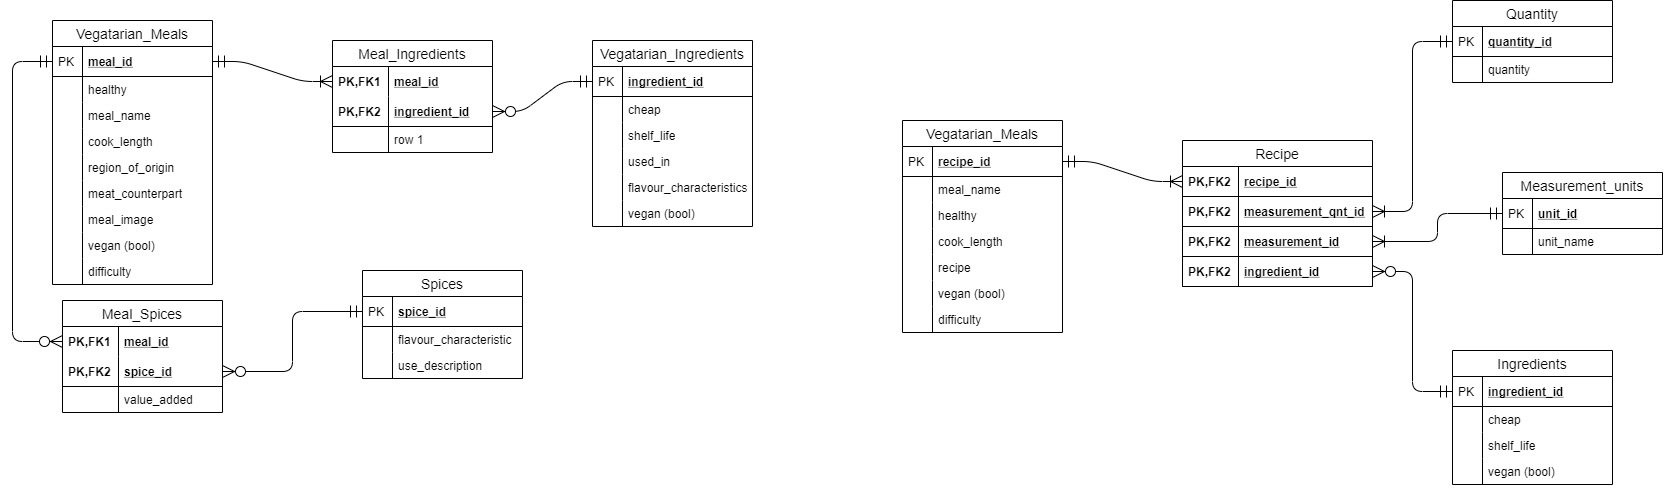 Vegatarian_Meals
PK meal_id
healthy
meal_name
cook_length
region_of_origin
meat_counterpart
meal_image
vegan (bool)
difficulty
Meal_Ingredients
PK,FK1 meal_id
PK,FK2 ingredient_id
row 1
Vegatarian_Ingredients
PK ingredient_id
cheap
shelf_life
used_in
flavour_characteristics
vegan (bool)
Meal_Spices
PK,FK1 meal_id
PK,FK2 spice_id
value_added
Spices
PK spice_id
flavour_characteristic
use_description
Vegatarian_Meals
PK recipe_id
meal_name
healthy
cook_length
recipe
vegan (bool)
difficulty
Recipe
PK,FK2 recipe_id
PK,FK2 measurement_qnt_id
PK,FK2 measurement_id
PK,FK2 ingredient_id
Quantity
PK quantity_id
quantity
Measurement_units
PK unit_id
unit_name
Ingredients
PK ingredient_id
cheap
shelf_life
vegan (bool)